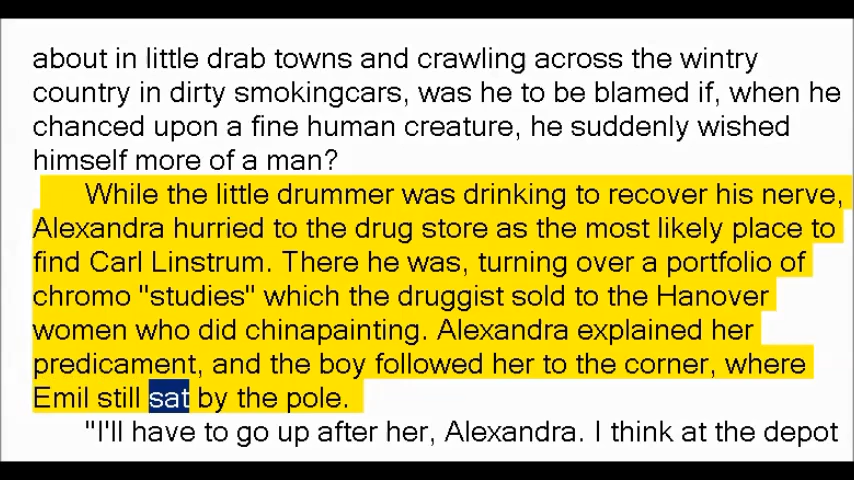 about in little drab towns and crawling across the wintry
country in dirty smokingcars, was he to be blamed if, when he
chanced upon a fine human creature, he suddenly wished
himself more of a man?
While the little drummer was drinking to recover his nerve,
Alexandra hurried to the drug store as the most likely place to
find Carl Linstrum. There he was, turning over a portfolio of
chromo "studies" which the druggist sold to the Hanover
women who did chinapainting. Alexandra explained her
predicament, and the boy followed her to the corner, where
Emil still sat by the pole.
"I'll have to go up after her, Alexandra. I think at the depot